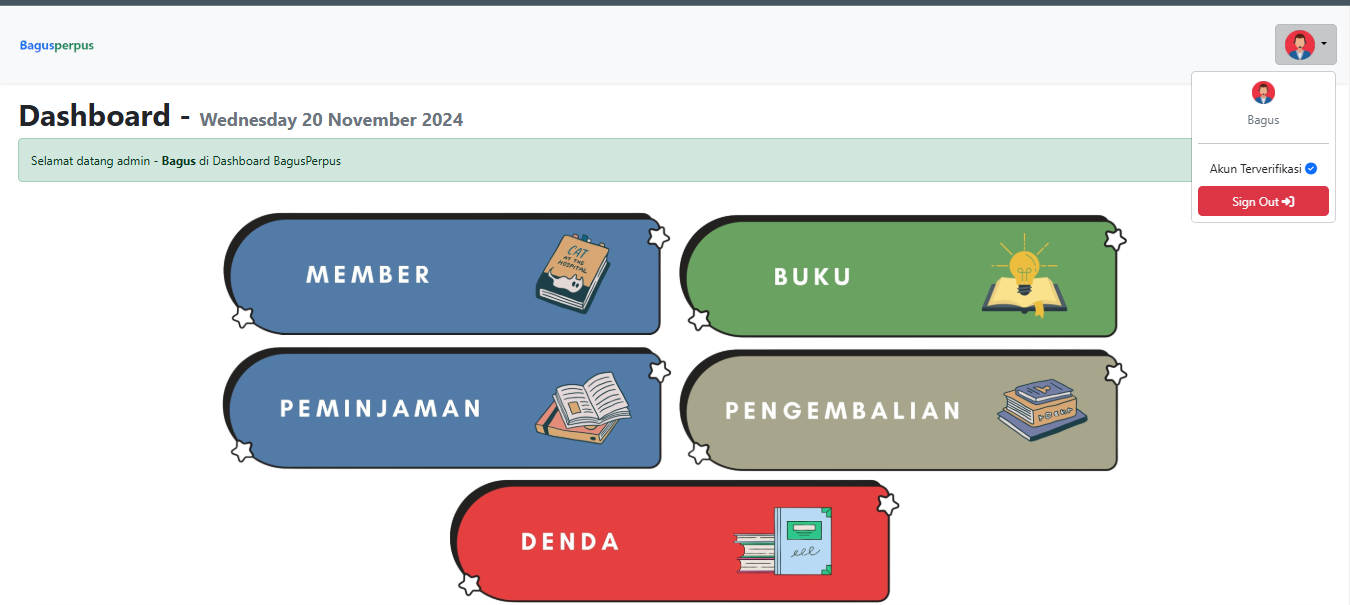 Bagusperpus
Bagus
Akun Terverifikasi
Sign Out
Dashboard - Wednesday 20 November 2024
Selamat datang admin - Bagus di Dashboard BagusPerpus
MEMBER
CAT
AT THE
HOSPITAL
BUKU
PEMINJAMAN
PENGEMBALIAN
DENDA